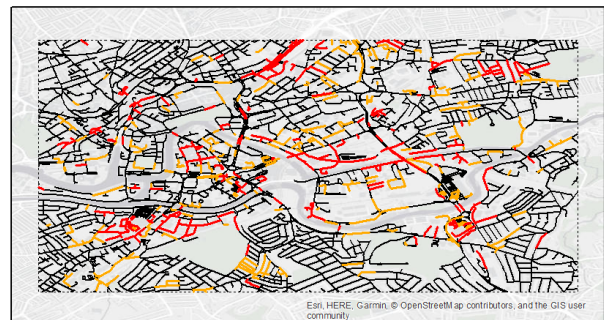 Esri, HERE, Garmin, © OpenStreetMap contributors, and the GIS user
community